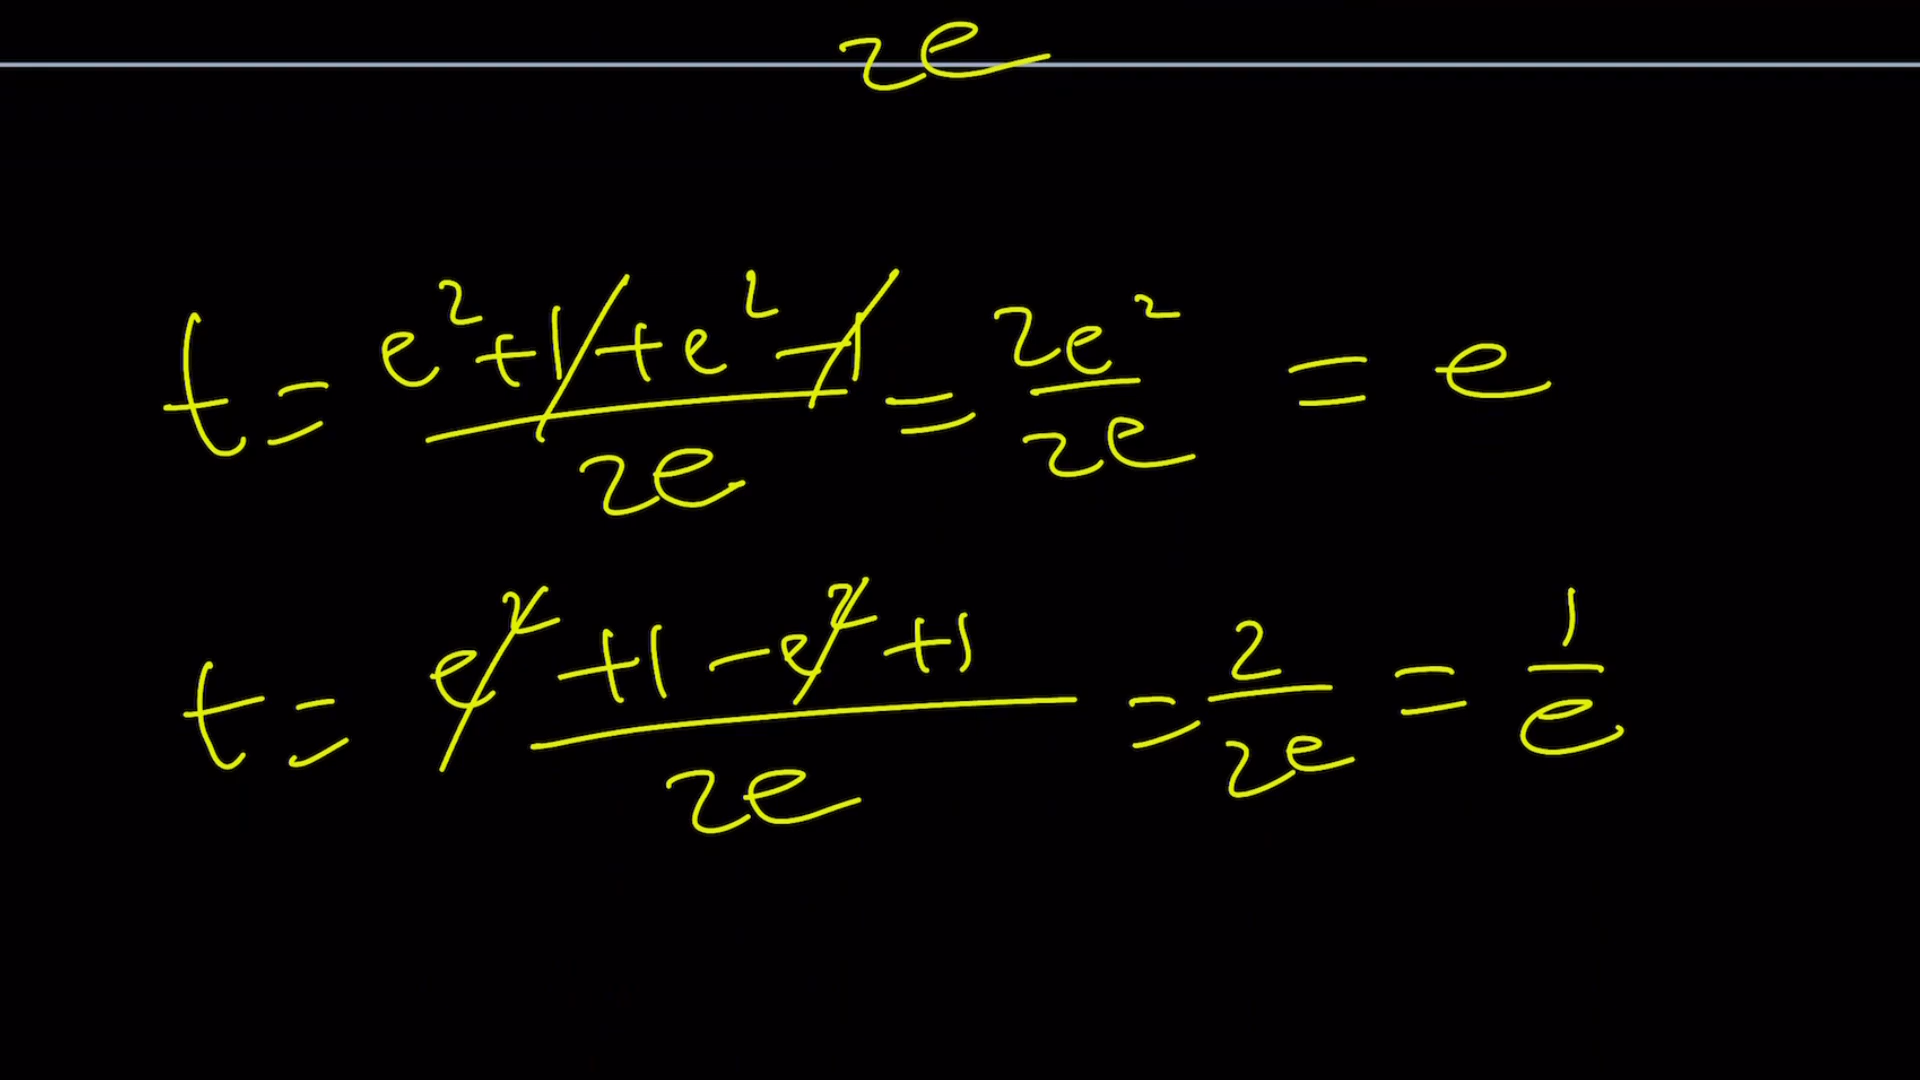 2e
t = (e²+1+e²-1)/2e = 2e²/2e = e
t = (e²+1-e²+1)/2e = 2/2e = 1/e